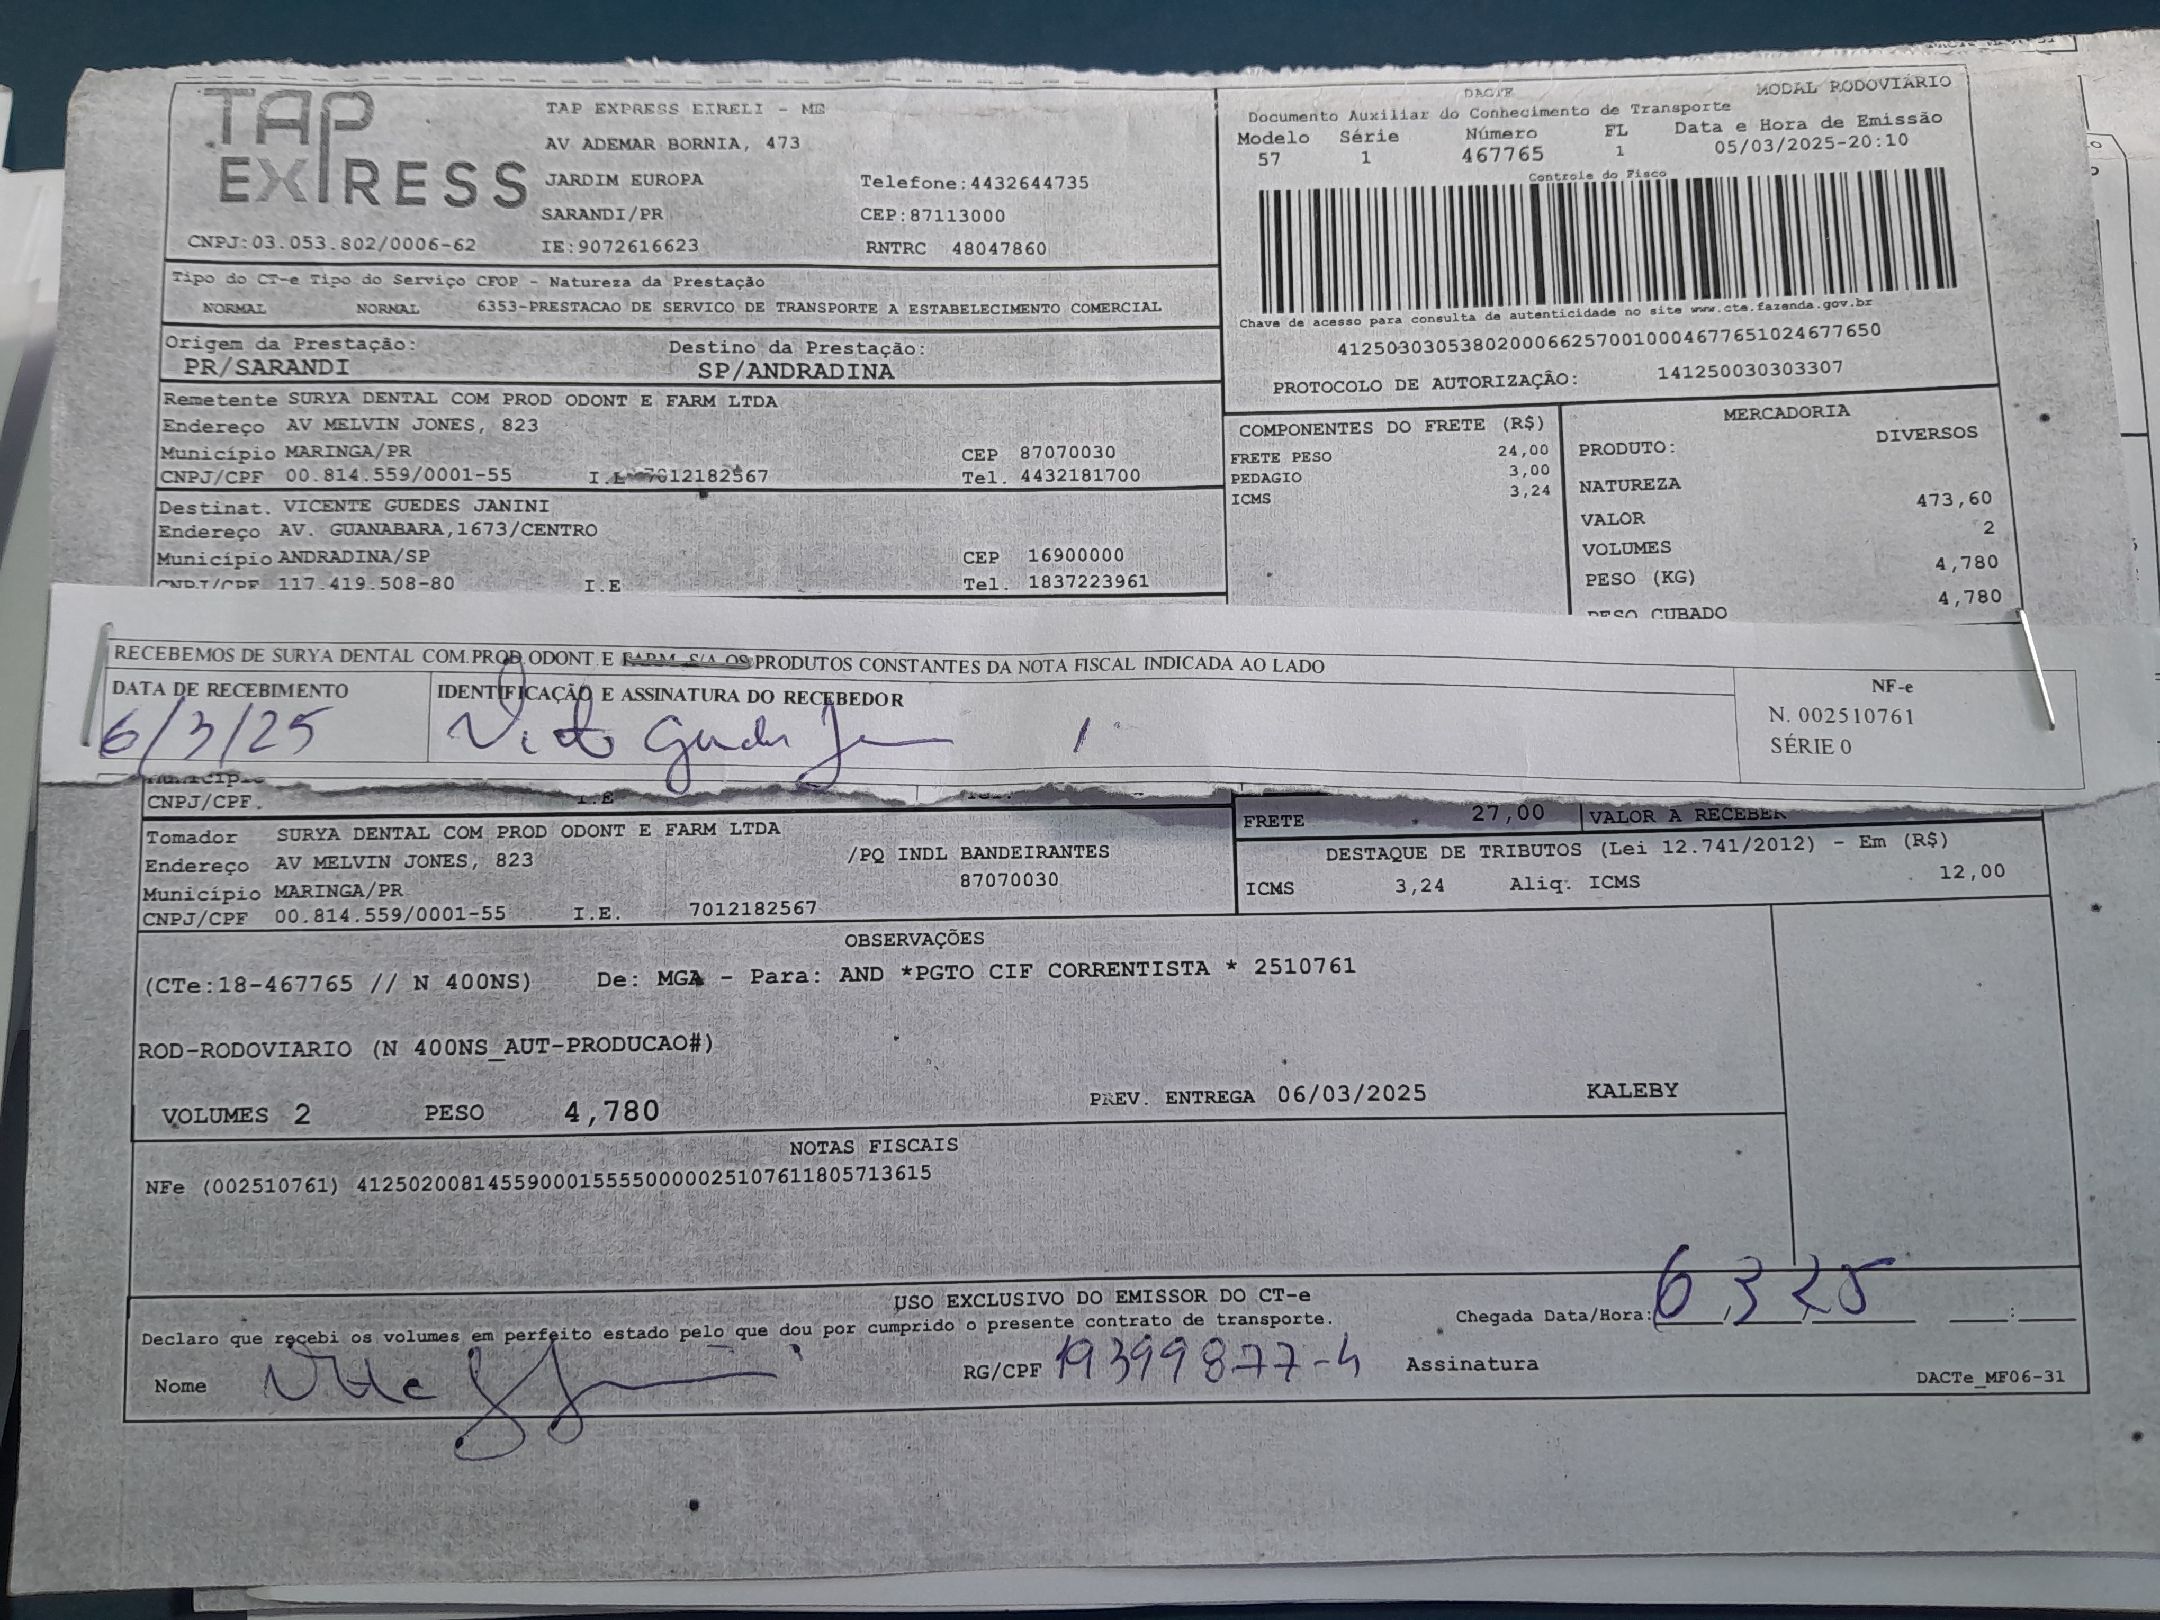 TAP EXPRESS
TAP EXPRESS EIRELI - ME
AV ADEMAR BORNIA, 473
JARDIM EUROPA Telefone:4432644735
SARANDI/PR CEP:87113000
CNPJ:03.053.802/0006-62 IE:9072616623 RNTRC 48047860
DACTE MODAL RODOVIÁRIO
Documento Auxiliar do Conhecimento de Transporte
Modelo Série Número FL Data e Hora de Emissão
57 1 467765 1 05/03/2025-20:10
Controle do Fisco
Chave de acesso para consulta de autenticidade no site www.cte.fazenda.gov.br
41250303053802000662570010004677651024677650
PROTOCOLO DE AUTORIZAÇÃO: 141250030303307
Tipo do CT-e Tipo do Serviço CFOP - Natureza da Prestação
NORMAL NORMAL 6353-PRESTACAO DE SERVICO DE TRANSPORTE A ESTABELECIMENTO COMERCIAL
Origem da Prestação: Destino da Prestação:
PR/SARANDI SP/ANDRADINA
Remetente SURYA DENTAL COM PROD ODONT E FARM LTDA
Endereço AV MELVIN JONES, 823
Município MARINGA/PR CEP 87070030
CNPJ/CPF 00.814.559/0001-55 I.E 7012182567 Tel. 4432181700
Destinat. VICENTE GUEDES JANINI
Endereço AV. GUANABARA,1673/CENTRO
Município ANDRADINA/SP CEP 16900000
CNPJ/CPF 117.419.508-80 I.E Tel. 1837223961
COMPONENTES DO FRETE (R$)
FRETE PESO 24,00
PEDAGIO 3,00
ICMS 3,24
MERCADORIA
PRODUTO: DIVERSOS
NATUREZA
VALOR 473,60
VOLUMES 2
PESO (KG) 4,780
PESO CUBADO 4,780
RECEBEMOS DE SURYA DENTAL COM.PROD ODONT E FARM S/A OS PRODUTOS CONSTANTES DA NOTA FISCAL INDICADA AO LADO
DATA DE RECEBIMENTO IDENTIFICAÇÃO E ASSINATURA DO RECEBEDOR
6/3/25
NF-e
N. 002510761
SÉRIE 0
CNPJ/CPF. I.E
Tomador SURYA DENTAL COM PROD ODONT E FARM LTDA
Endereço AV MELVIN JONES, 823 /PQ INDL BANDEIRANTES
Município MARINGA/PR 87070030
CNPJ/CPF 00.814.559/0001-55 I.E. 7012182567
FRETE 27,00 VALOR A RECEBER
DESTAQUE DE TRIBUTOS (Lei 12.741/2012) - Em (R$)
ICMS 3,24 Aliq. ICMS 12,00
OBSERVAÇÕES
(CTe:18-467765 // N 400NS) De: MGA - Para: AND *PGTO CIF CORRENTISTA * 2510761
ROD-RODOVIARIO (N 400NS_AUT-PRODUCAO#)
VOLUMES 2 PESO 4,780 PREV. ENTREGA 06/03/2025 KALEBY
NOTAS FISCAIS
NFe (002510761) 41250200814559000155550000025107611805713615
USO EXCLUSIVO DO EMISSOR DO CT-e
Declaro que recebi os volumes em perfeito estado pelo que dou por cumprido o presente contrato de transporte. Chegada Data/Hora: 6 3 25 :
Nome RG/CPF 19399877-4 Assinatura
DACTe_MF06-31